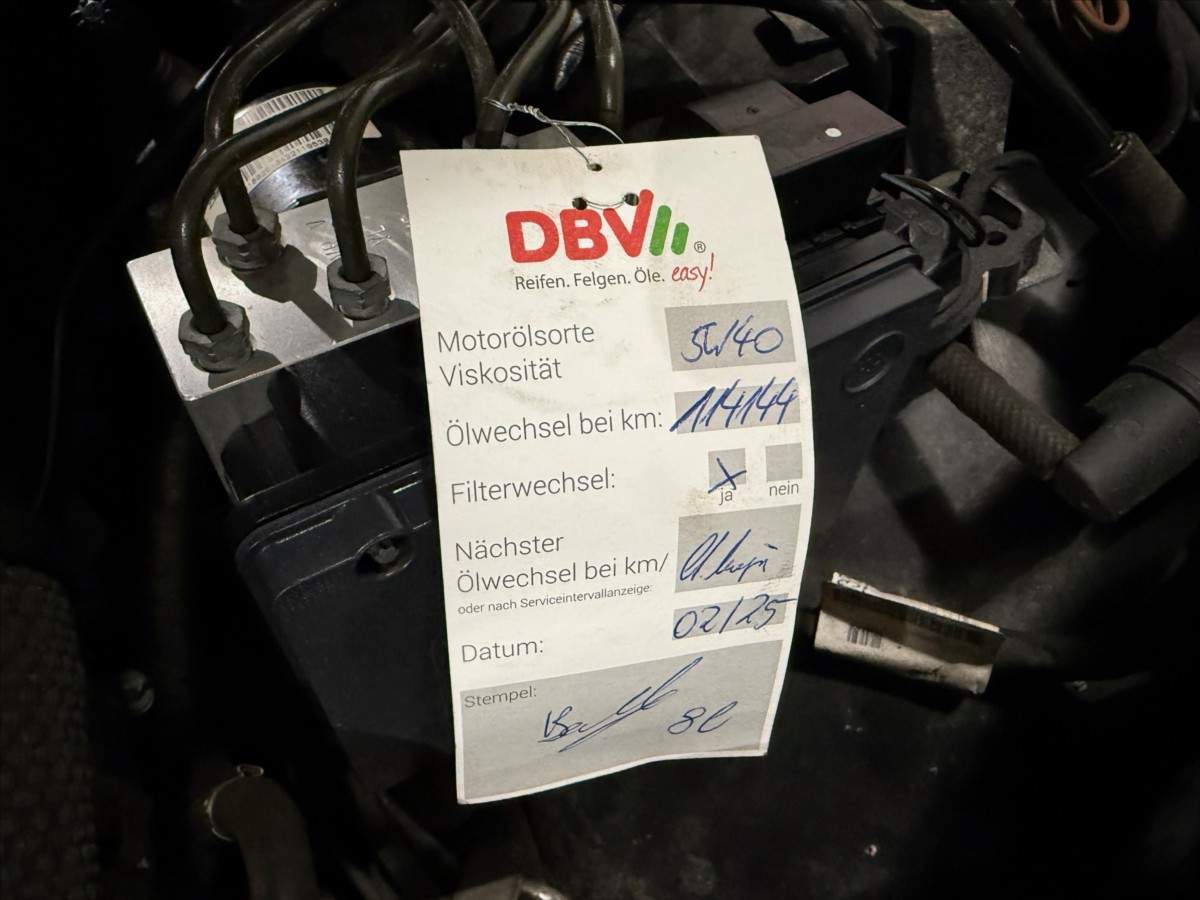 DBV®
Reifen. Felgen. Öle. easy!
Motorölsorte
Viskosität
5W40
Ölwechsel bei km: 114144
Filterwechsel: X
ja nein
Nächster
Ölwechsel bei km/
oder nach Serviceintervallanzeige:
Datum: 02/25
Stempel:
8l